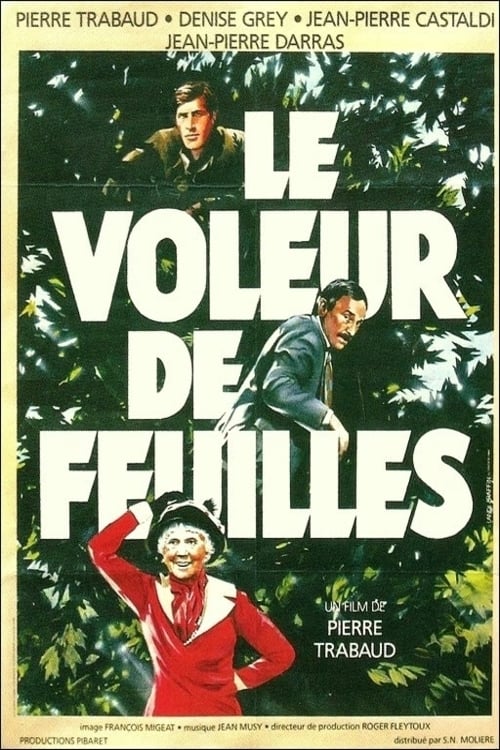 PIERRE TRABAUD • DENISE GREY • JEAN-PIERRE CASTALDI
JEAN-PIERRE DARRAS
LE
VOLEUR
DE
FEUILLES
UN FILM DE
PIERRE
TRABAUD
image FRANÇOIS MIGEAT • musique JEAN MUSY • directeur de production ROGER FLEYTOUX
PRODUCTIONS PIBARET
distribué par S.N. MOLIERE